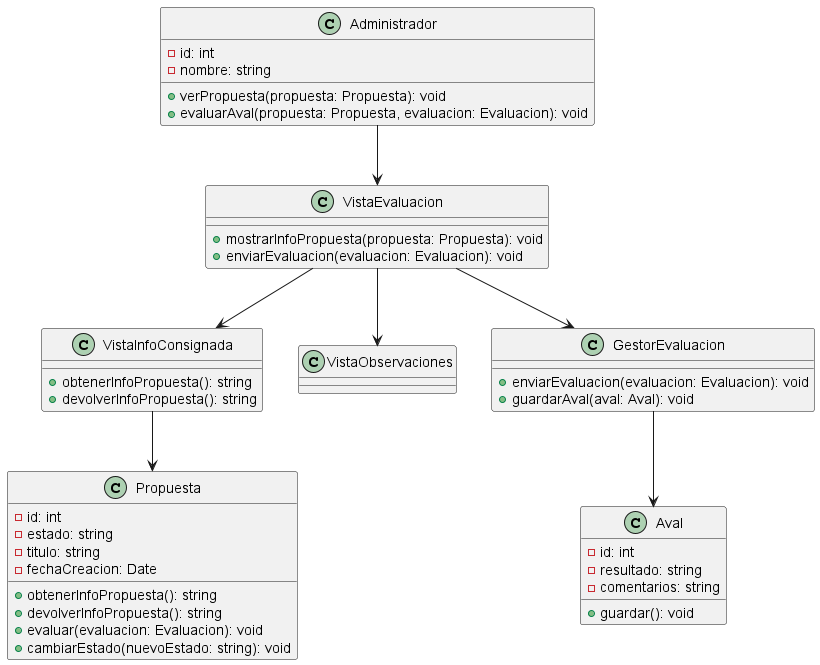 C Administrador
id: int
nombre: string
verPropuesta(propuesta: Propuesta): void
evaluarAval(propuesta: Propuesta, evaluacion: Evaluacion): void
C VistaEvaluacion
mostrarInfoPropuesta(propuesta: Propuesta): void
enviarEvaluacion(evaluacion: Evaluacion): void
C VistaInfoConsignada
obtenerInfoPropuesta(): string
devolverInfoPropuesta(): string
C VistaObservaciones
C GestorEvaluacion
enviarEvaluacion(evaluacion: Evaluacion): void
guardarAval(aval: Aval): void
C Propuesta
id: int
estado: string
titulo: string
fechaCreacion: Date
obtenerInfoPropuesta(): string
devolverInfoPropuesta(): string
evaluar(evaluacion: Evaluacion): void
cambiarEstado(nuevoEstado: string): void
C Aval
id: int
resultado: string
comentarios: string
guardar(): void